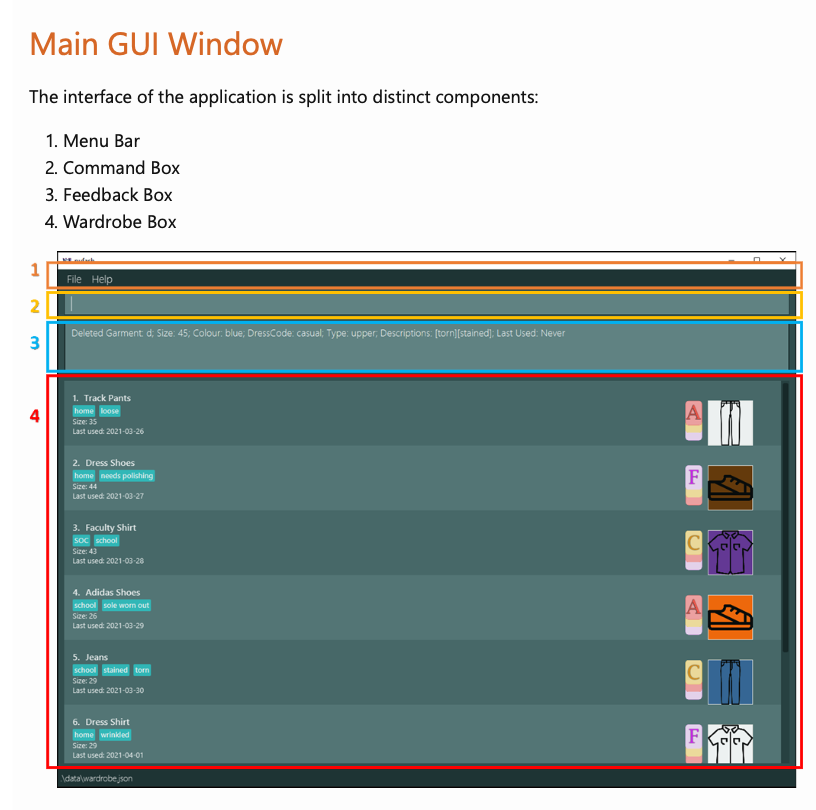 Main GUI Window
The interface of the application is split into distinct components:
1. Menu Bar
2. Command Box
3. Feedback Box
4. Wardrobe Box
1
File Help
2
3
Deleted Garment: d; Size: 45; Colour: blue; DressCode: casual; Type: upper; Descriptions: [torn][stained]; Last Used: Never
4
1. Track Pants
home loose
Size: 35
Last used: 2021-03-26
A
2. Dress Shoes
home needs polishing
Size: 44
Last used: 2021-03-27
F
3. Faculty Shirt
SOC school
Size: 43
Last used: 2021-03-28
C
4. Adidas Shoes
school sole worn out
Size: 26
Last used: 2021-03-29
A
5. Jeans
school stained torn
Size: 29
Last used: 2021-03-30
C
6. Dress Shirt
home wrinkled
Size: 29
Last used: 2021-04-01
F
.\data\wardrobe.json